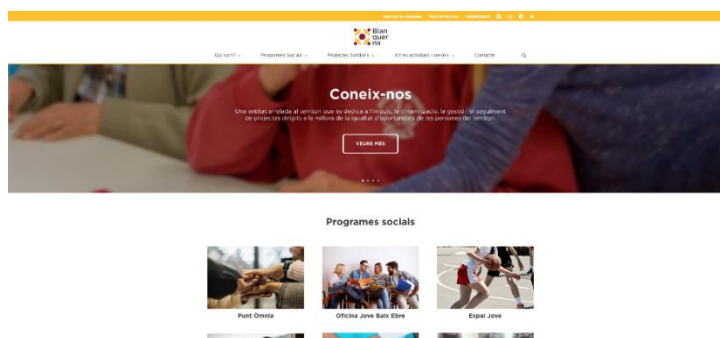 Blan
quer
na
Qui som?
Programes Socials
Projectes Solidaris
Altres activitats i serveis
Contacte
Coneix-nos
Una entitat arrelada al territori que es dedica a l'impuls, la dinamització, la gestió i el seguiment
de projectes dirigits a la millora de la igualtat d'oportunitats de les persones del territori.
VEURE MÉS
Programes socials
Punt Òmnia
Oficina Jove Baix Ebre
Espai Jove